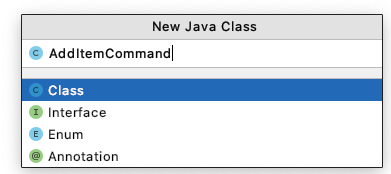 New Java Class
C AddItemCommand
C Class
I Interface
E Enum
@ Annotation